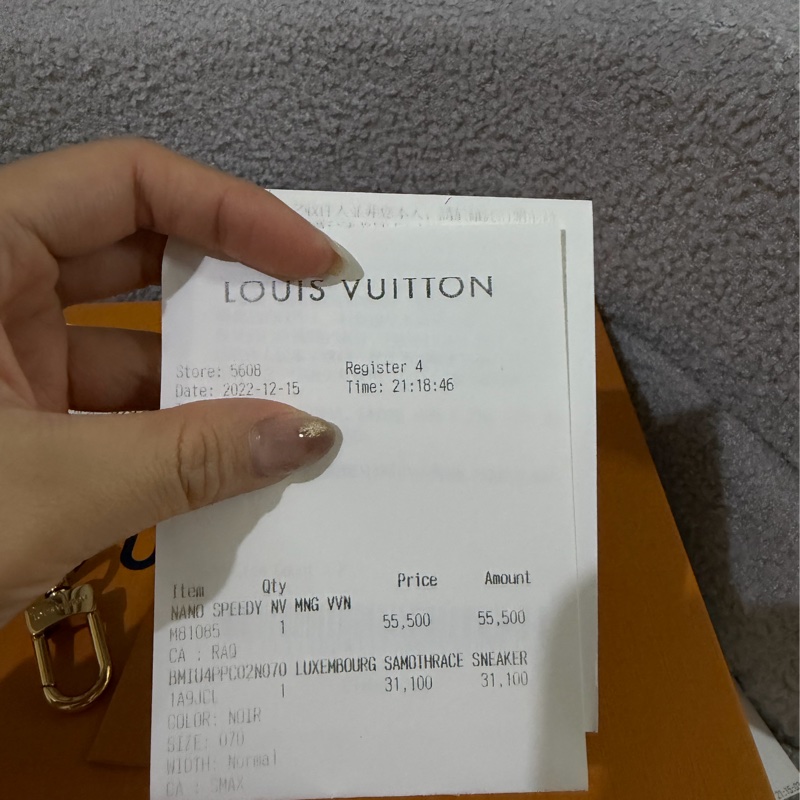 LOUIS VUITTON
Store: 5608 Register 4
Date: 2022-12-15 Time: 21:18:46
Item Qty Price Amount
NANO SPEEDY NV MNG VVN
M81085 1 55,500 55,500
CA : RAQ
BMIU4PPC02N070 LUXEMBOURG SAMOTHRACE SNEAKER
1A9JCL 1 31,100 31,100
COLOR: NOIR
SIZE: 070
WIDTH: Normal
CA : SMAX